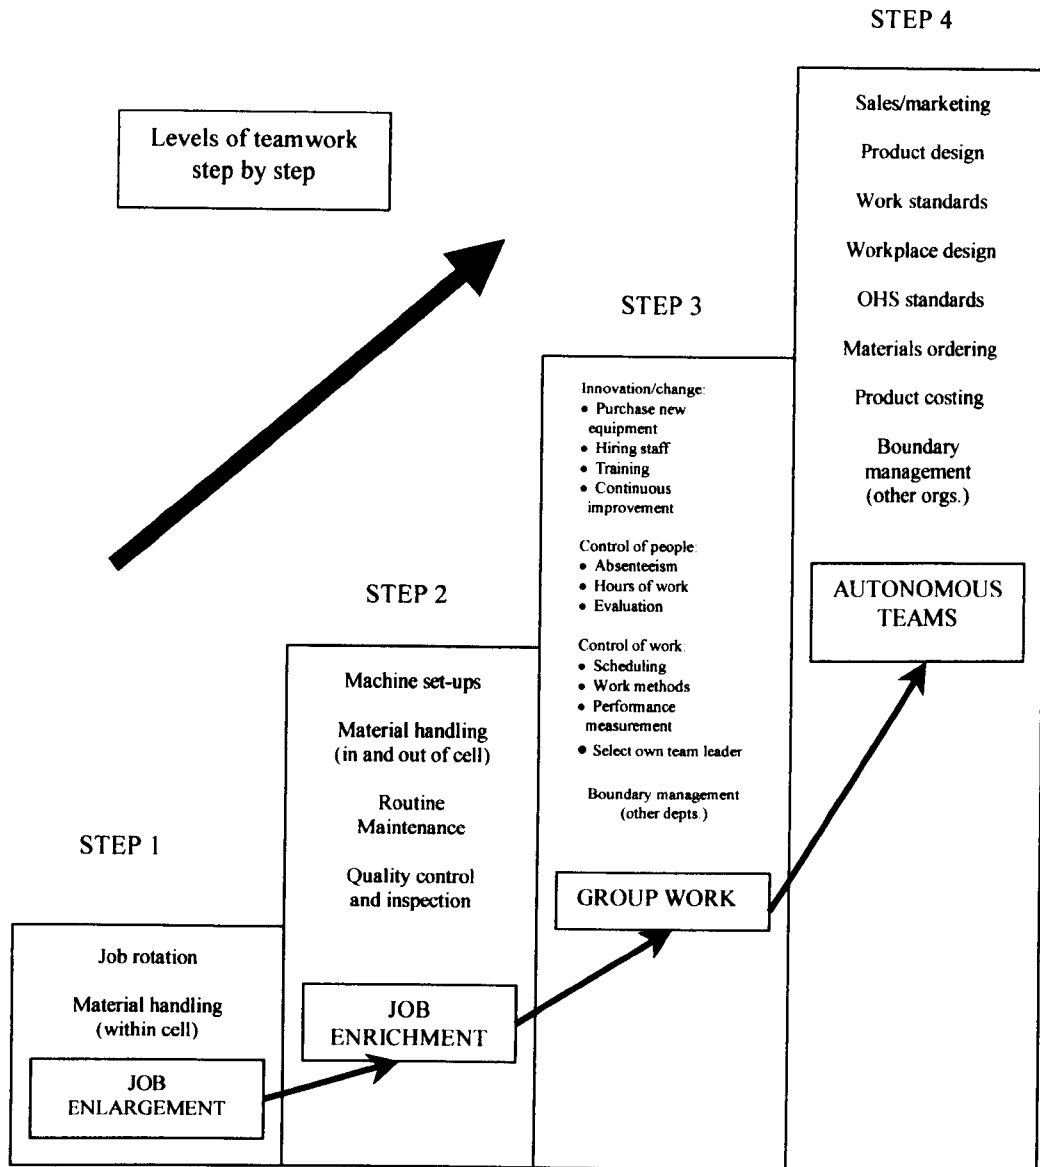 Levels of teamwork
step by step
STEP 1
Job rotation
Material handling
(within cell)
JOB
ENLARGEMENT
STEP 2
Machine set-ups
Material handling
(in and out of cell)
Routine
Maintenance
Quality control
and inspection
JOB
ENRICHMENT
STEP 3
Innovation/change:
• Purchase new
equipment
• Hiring staff
• Training
• Continuous
improvement
Control of people:
• Absenteeism
• Hours of work
• Evaluation
Control of work:
• Scheduling
• Work methods
• Performance
measurement
• Select own team leader
Boundary management
(other depts.)
GROUP WORK
STEP 4
Sales/marketing
Product design
Work standards
Workplace design
OHS standards
Materials ordering
Product costing
Boundary
management
(other orgs.)
AUTONOMOUS
TEAMS